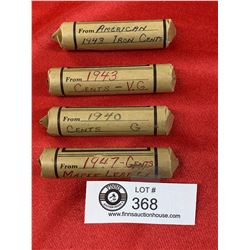 From AMERICAN
1943 IRON CENT
From 1943
CENTS - V.G.
From 1940
CENTS G
From 1947-CENTS
MAPLE LEAF
LOT #
368
www.finnsauctionhouse.com